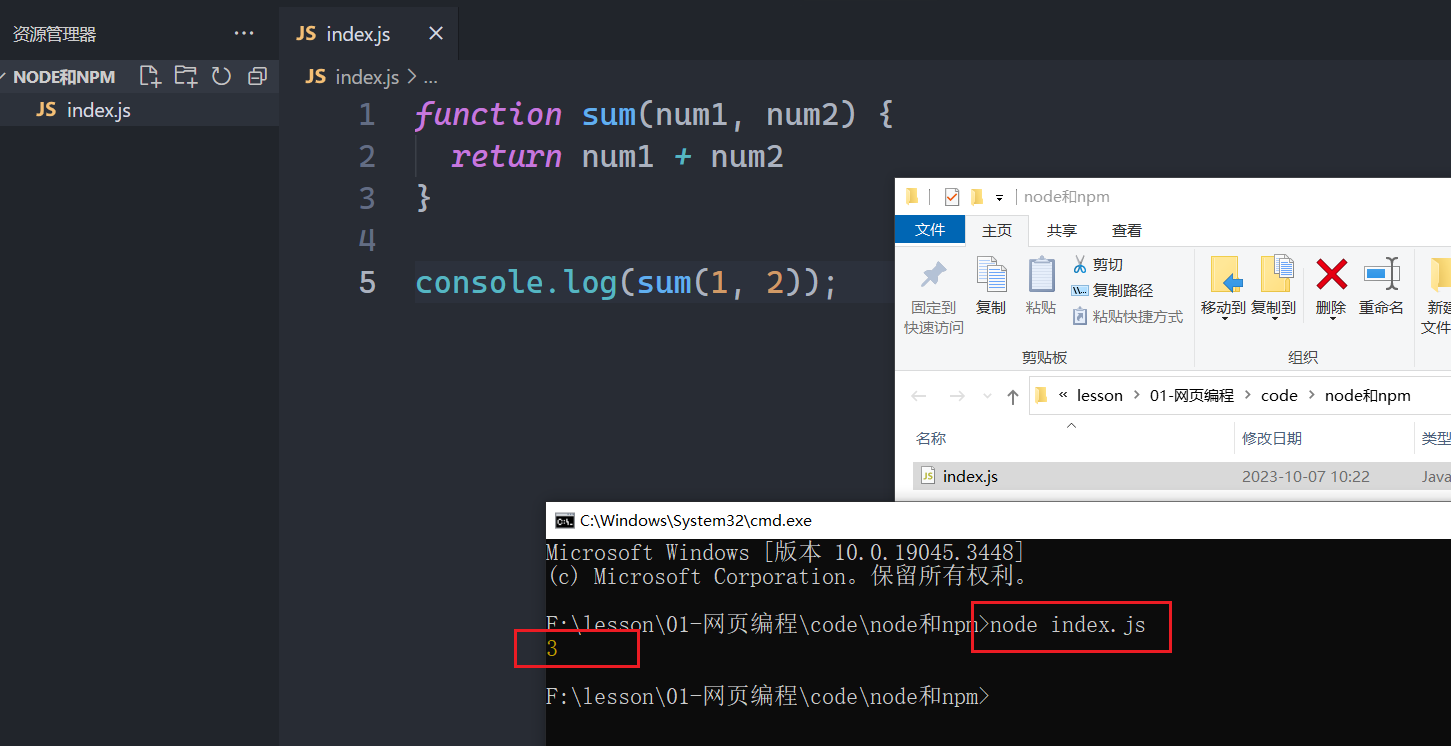 资源管理器 ···
NODE和NPM
JS index.js
JS index.js ×
JS index.js > ...
1 function sum(num1, num2) {
2 return num1 + num2
3 }
4
5 console.log(sum(1, 2));
node和npm
文件 主页 共享 查看
固定到快速访问
复制
粘贴
剪切
复制路径
粘贴快捷方式
剪贴板
移动到 复制到 删除 重命名
组织
新建
文件
« lesson > 01-网页编程 > code > node和npm
名称 修改日期 类型
index.js 2023-10-07 10:22 Java
C:\Windows\System32\cmd.exe
Microsoft Windows [版本 10.0.19045.3448]
(c) Microsoft Corporation。保留所有权利。
F:\lesson\01-网页编程\code\node和npm>node index.js
3
F:\lesson\01-网页编程\code\node和npm>